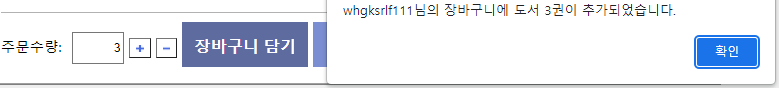 whgksrlf111님의 장바구니에 도서 3권이 추가되었습니다.
주문수량: 3 + - 장바구니 담기
확인